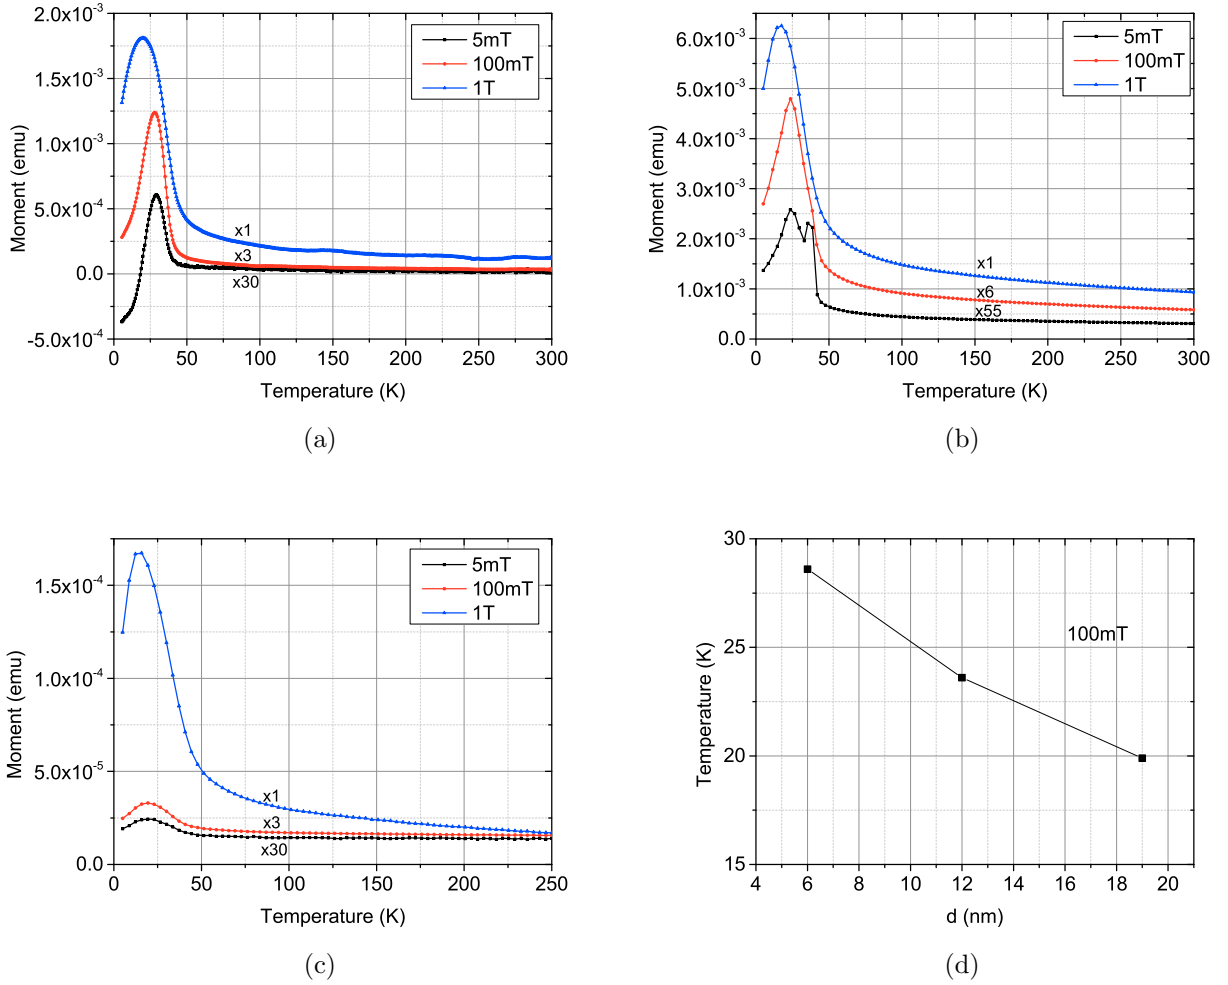 2.0x10⁻³
1.5x10⁻³
1.0x10⁻³
5.0x10⁻⁴
0.0
-5.0x10⁻⁴
Moment (emu)
5mT
100mT
1T
x1
x3
x30
0 50 100 150 200 250 300
Temperature (K)
(a)
6.0x10⁻³
5.0x10⁻³
4.0x10⁻³
3.0x10⁻³
2.0x10⁻³
1.0x10⁻³
0.0
Moment (emu)
5mT
100mT
1T
x1
x6
x55
0 50 100 150 200 250 300
Temperature (K)
(b)
1.5x10⁻⁴
1.0x10⁻⁴
5.0x10⁻⁵
0.0
Moment (emu)
5mT
100mT
1T
x1
x3
x30
0 50 100 150 200 250
Temperature (K)
(c)
30
25
20
15
Temperature (K)
100mT
4 6 8 10 12 14 16 18 20
d (nm)
(d)